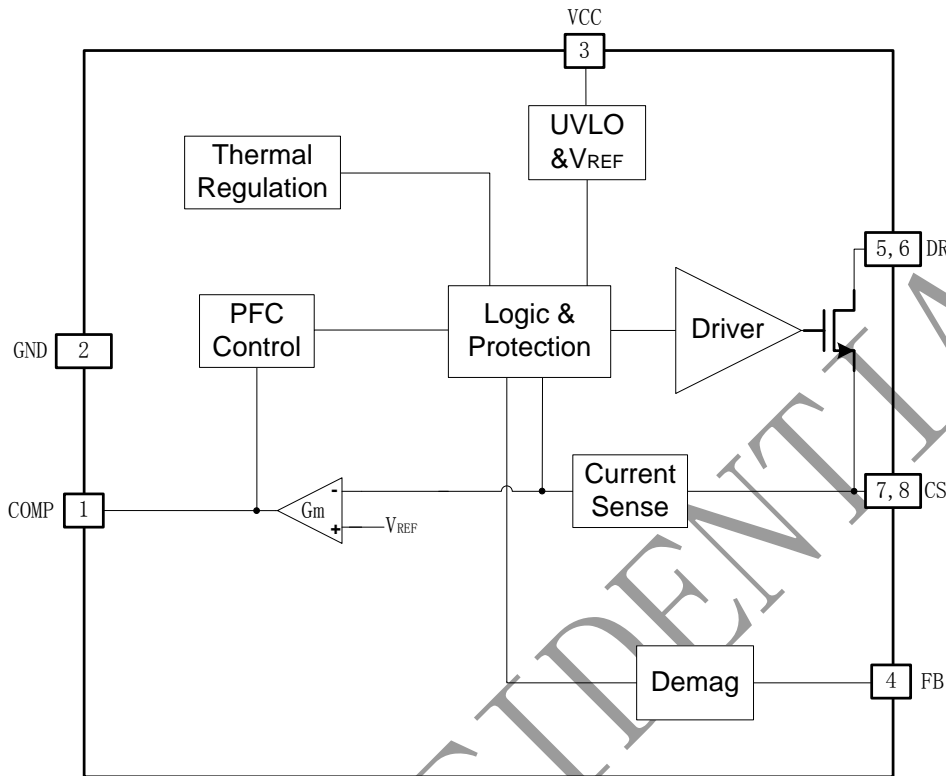 VCC
3
UVLO
&VREF
Thermal
Regulation
5,6 DR
PFC
Control
Logic &
Protection
Driver
GND 2
Current
Sense
7,8 CS
COMP 1
-
Gm
+
VREF
Demag
4 FB